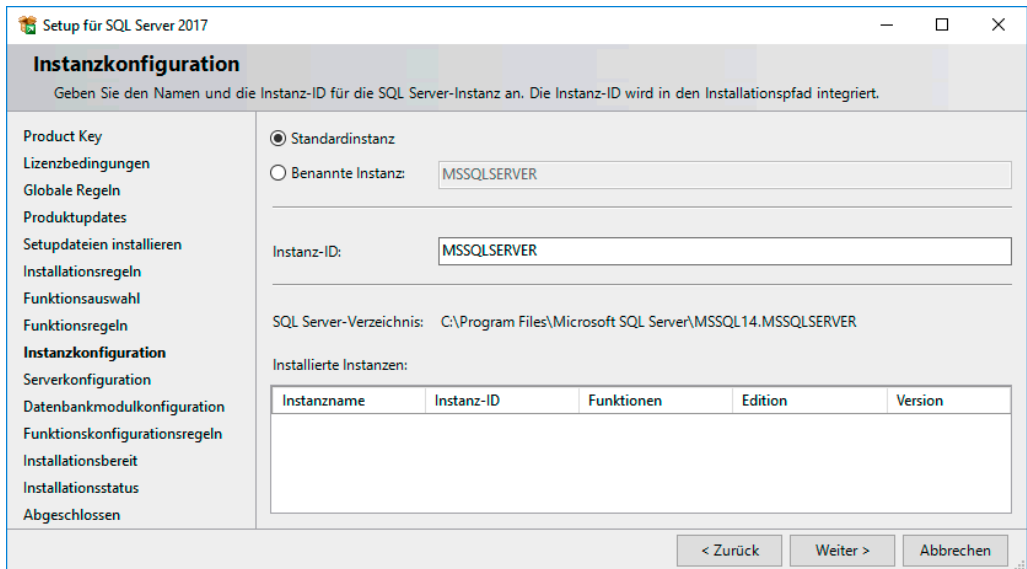 Setup für SQL Server 2017
Instanzkonfiguration
Geben Sie den Namen und die Instanz-ID für die SQL Server-Instanz an. Die Instanz-ID wird in den Installationspfad integriert.
Product Key
Lizenzbedingungen
Globale Regeln
Produktupdates
Setupdateien installieren
Installationsregeln
Funktionsauswahl
Funktionsregeln
Instanzkonfiguration
Serverkonfiguration
Datenbankmodulkonfiguration
Funktionskonfigurationsregeln
Installationsbereit
Installationsstatus
Abgeschlossen
Standardinstanz
Benannte Instanz: MSSQLSERVER
Instanz-ID: MSSQLSERVER
SQL Server-Verzeichnis: C:\Program Files\Microsoft SQL Server\MSSQL14.MSSQLSERVER
Installierte Instanzen:
Instanzname Instanz-ID Funktionen Edition Version
< Zurück Weiter > Abbrechen